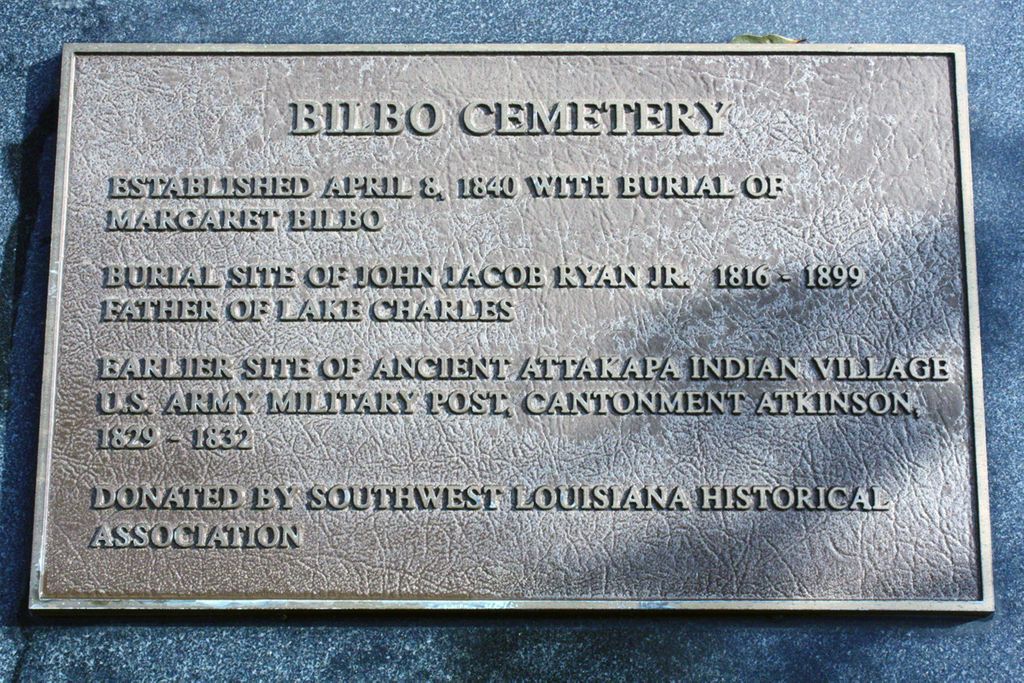 BILBO CEMETERY
ESTABLISHED APRIL 8, 1840 WITH BURIAL OF
MARGARET BILBO
BURIAL SITE OF JOHN JACOB RYAN JR. 1816 - 1899
FATHER OF LAKE CHARLES
EARLIER SITE OF ANCIENT ATTAKAPA INDIAN VILLAGE
U.S. ARMY MILITARY POST, CANTONMENT ATKINSON,
1829 - 1832
DONATED BY SOUTHWEST LOUISIANA HISTORICAL
ASSOCIATION